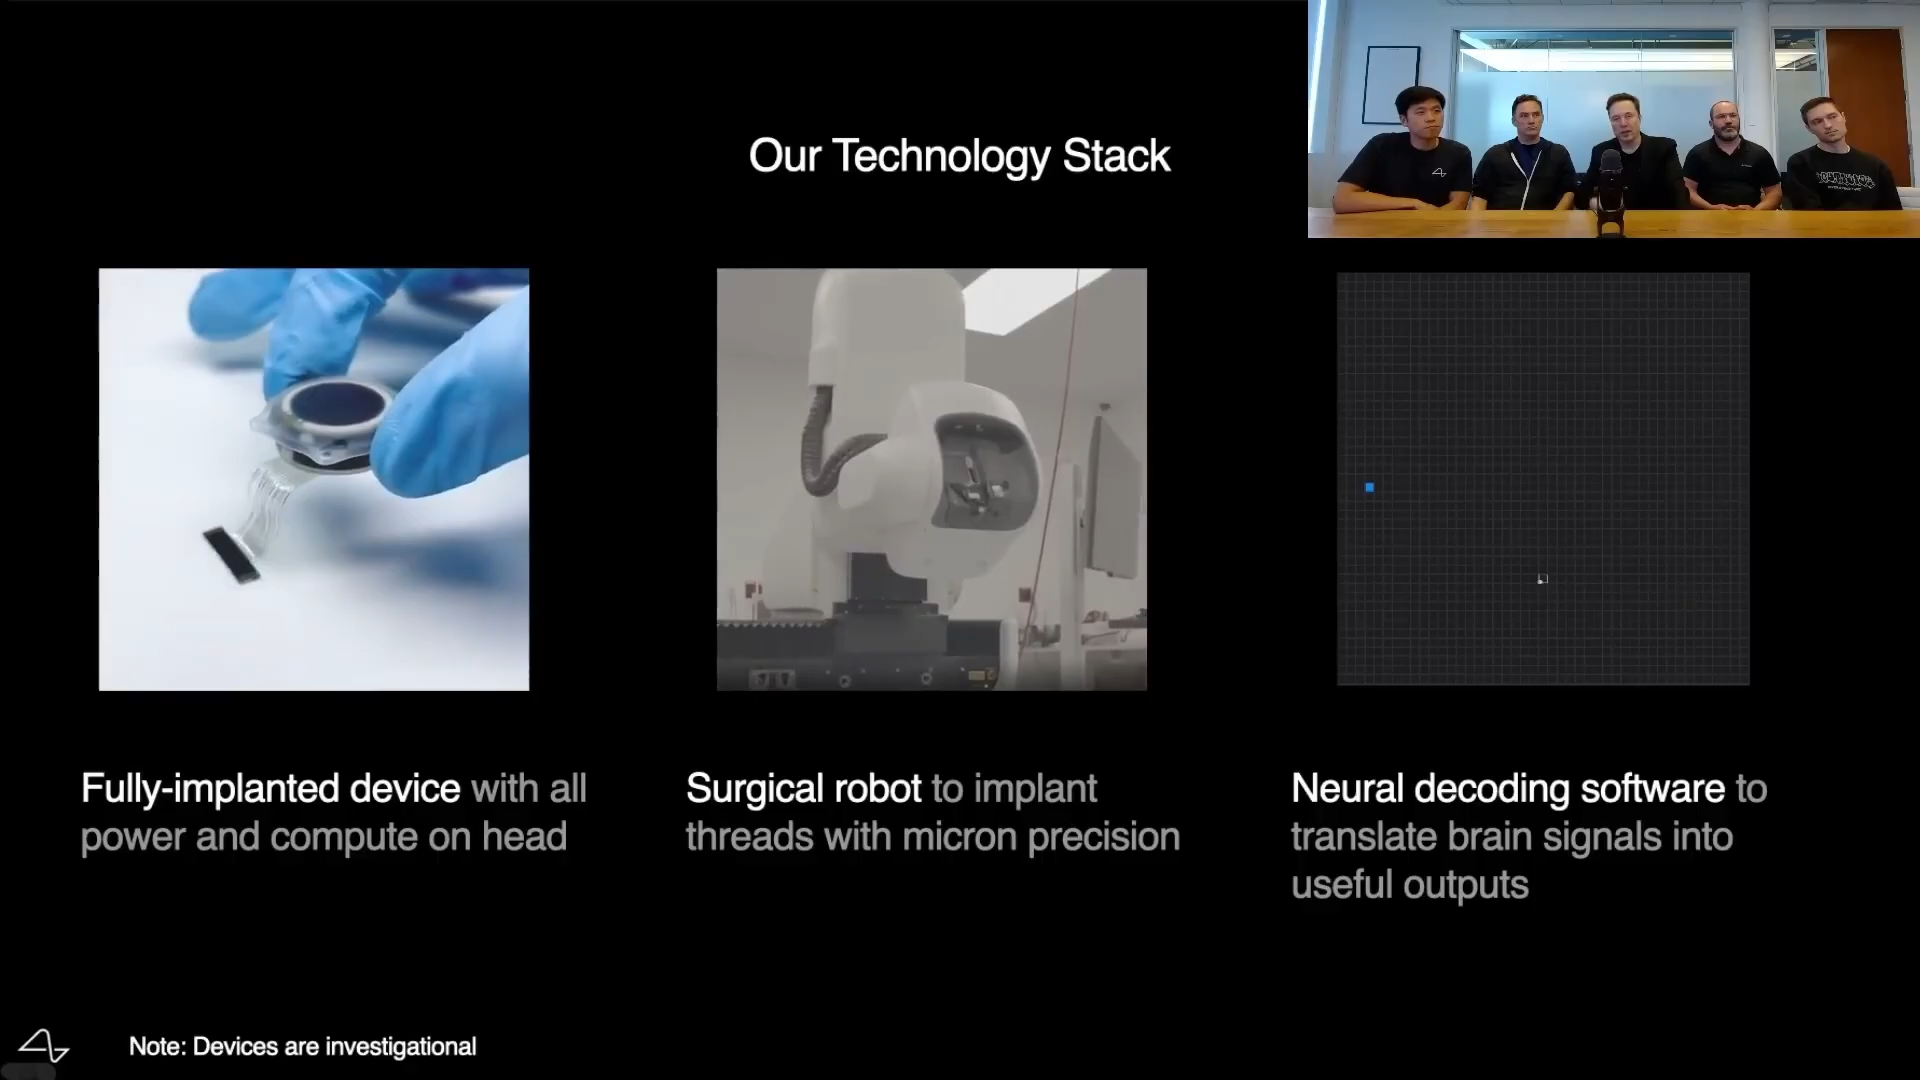 Our Technology Stack
Fully-implanted device with all
power and compute on head
Surgical robot to implant
threads with micron precision
Neural decoding software to
translate brain signals into
useful outputs
Note: Devices are investigational